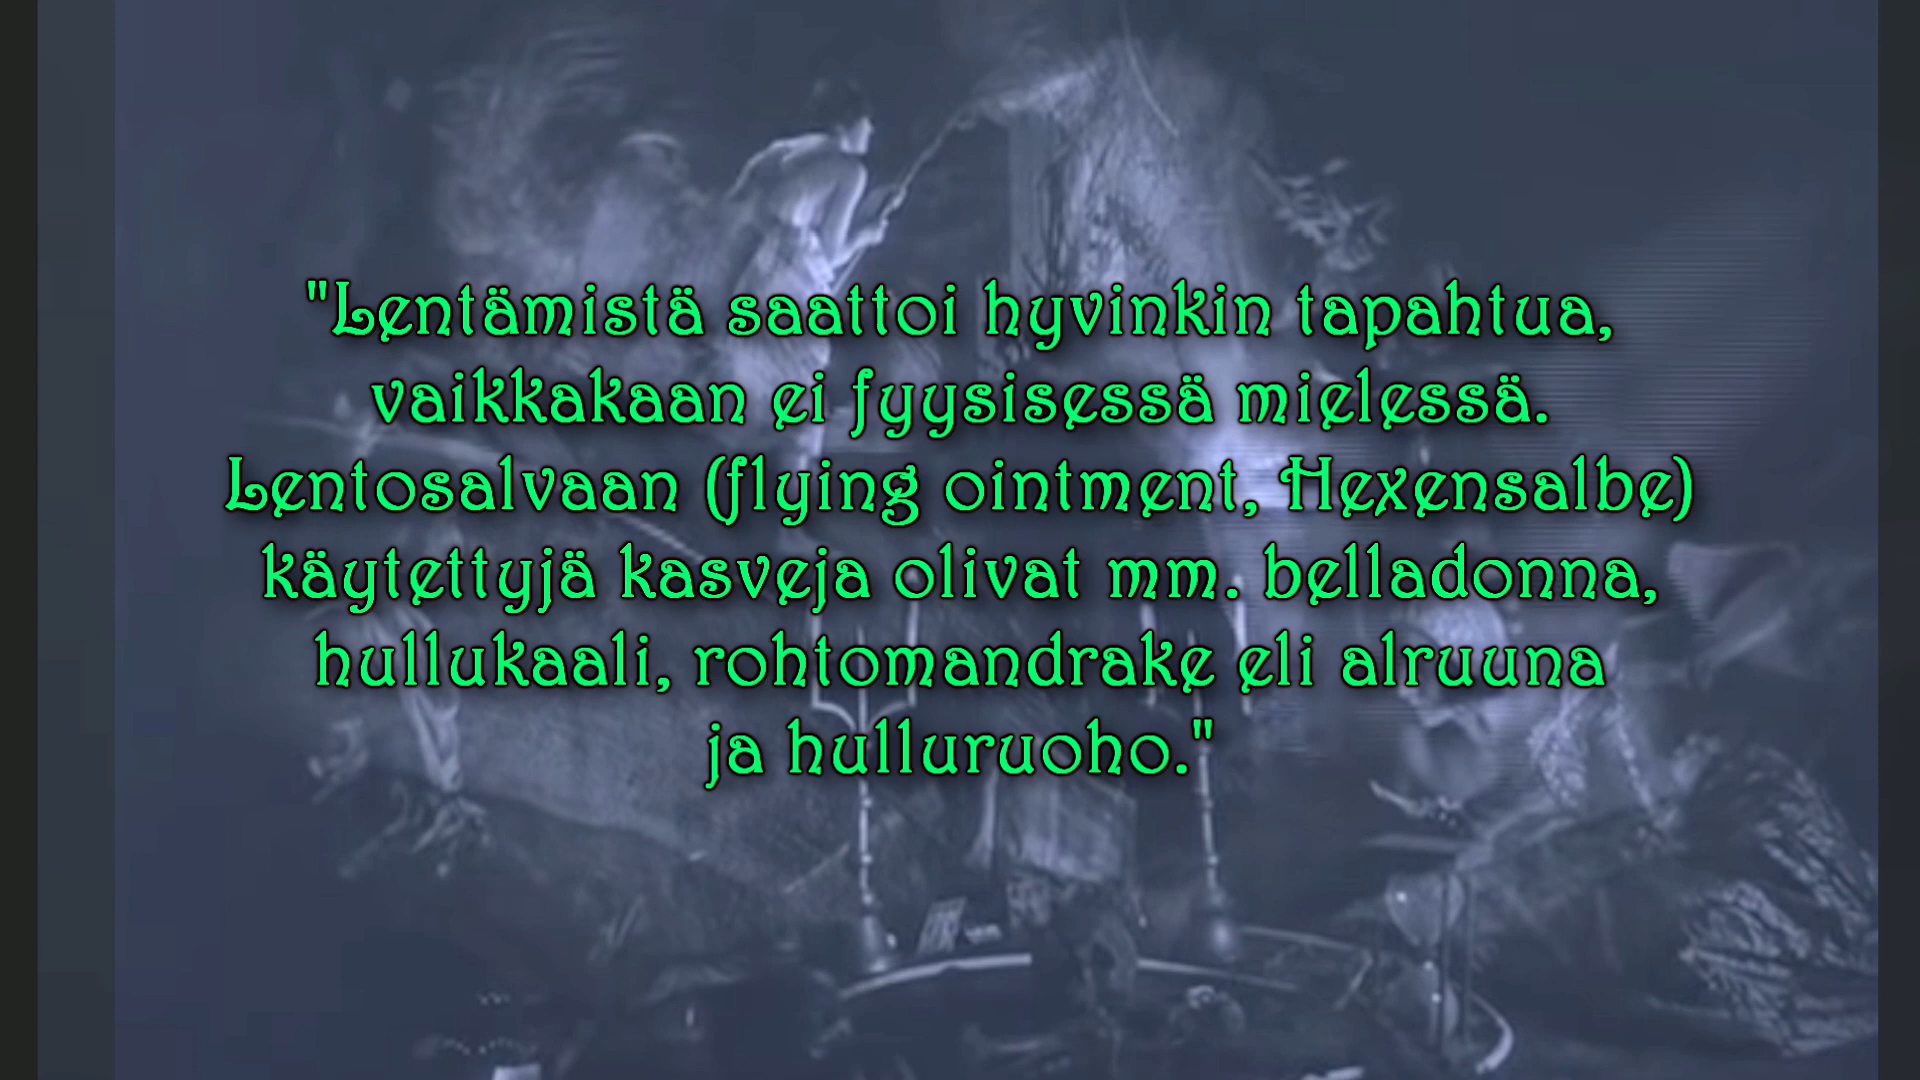 "Lentämistä saattoi hyvinkin tapahtua,
vaikkakaan ei fyysisessä mielessä.
Lentosalvaan (flying ointment, Hexensalbe)
käytettyjä kasveja olivat mm. belladonna,
hullukaali, rohtomandrake eli alruuna
ja hulluruoho."